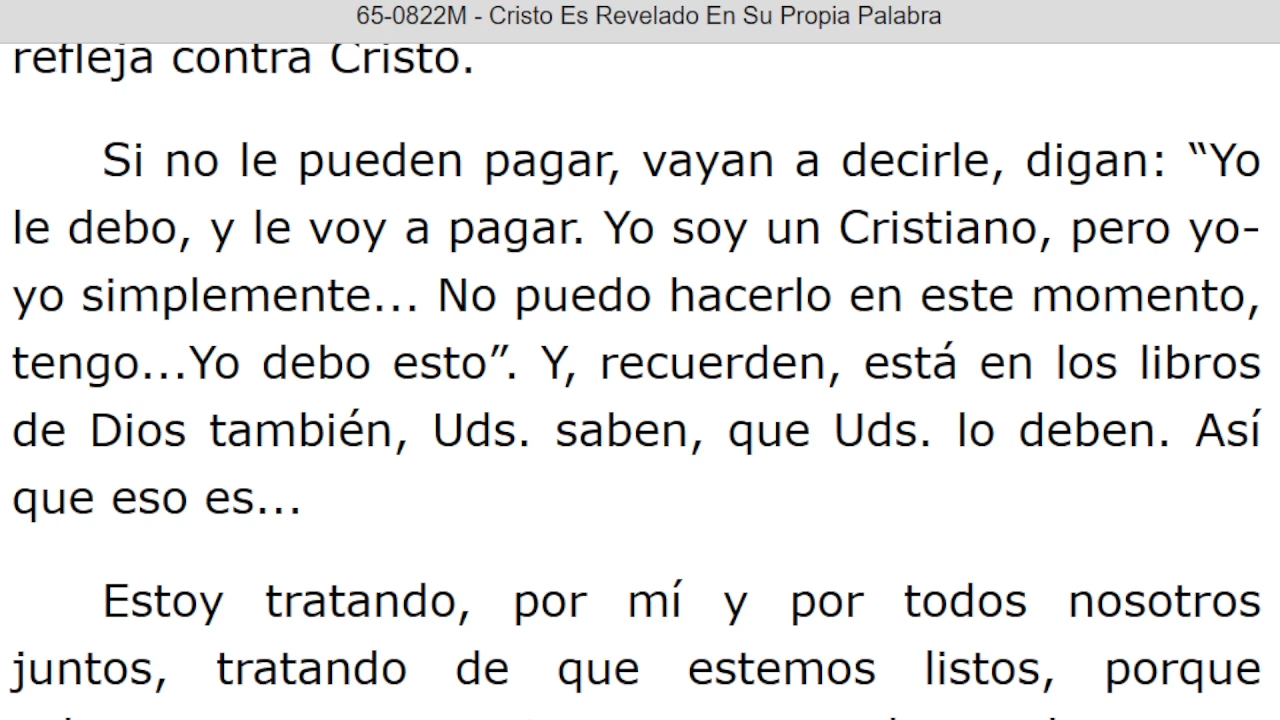 65-0822M - Cristo Es Revelado En Su Propia Palabra
refleja contra Cristo.
Si no le pueden pagar, vayan a decirle, digan: “Yo
le debo, y le voy a pagar. Yo soy un Cristiano, pero yo-
yo simplemente... No puedo hacerlo en este momento,
tengo...Yo debo esto”. Y, recuerden, está en los libros
de Dios también, Uds. saben, que Uds. lo deben. Así
que eso es...
Estoy tratando, por mí y por todos nosotros
juntos, tratando de que estemos listos, porque